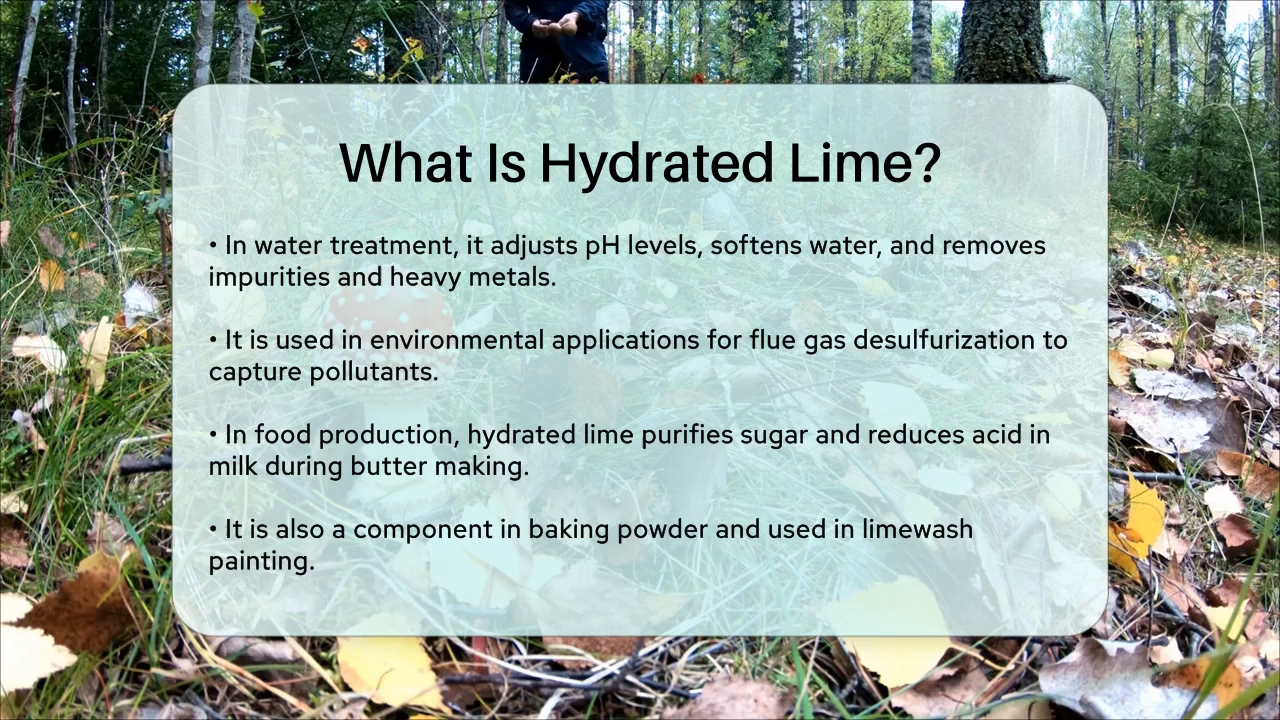 What Is Hydrated Lime?
• In water treatment, it adjusts pH levels, softens water, and removes
impurities and heavy metals.
• It is used in environmental applications for flue gas desulfurization to
capture pollutants.
• In food production, hydrated lime purifies sugar and reduces acid in
milk during butter making.
• It is also a component in baking powder and used in limewash
painting.